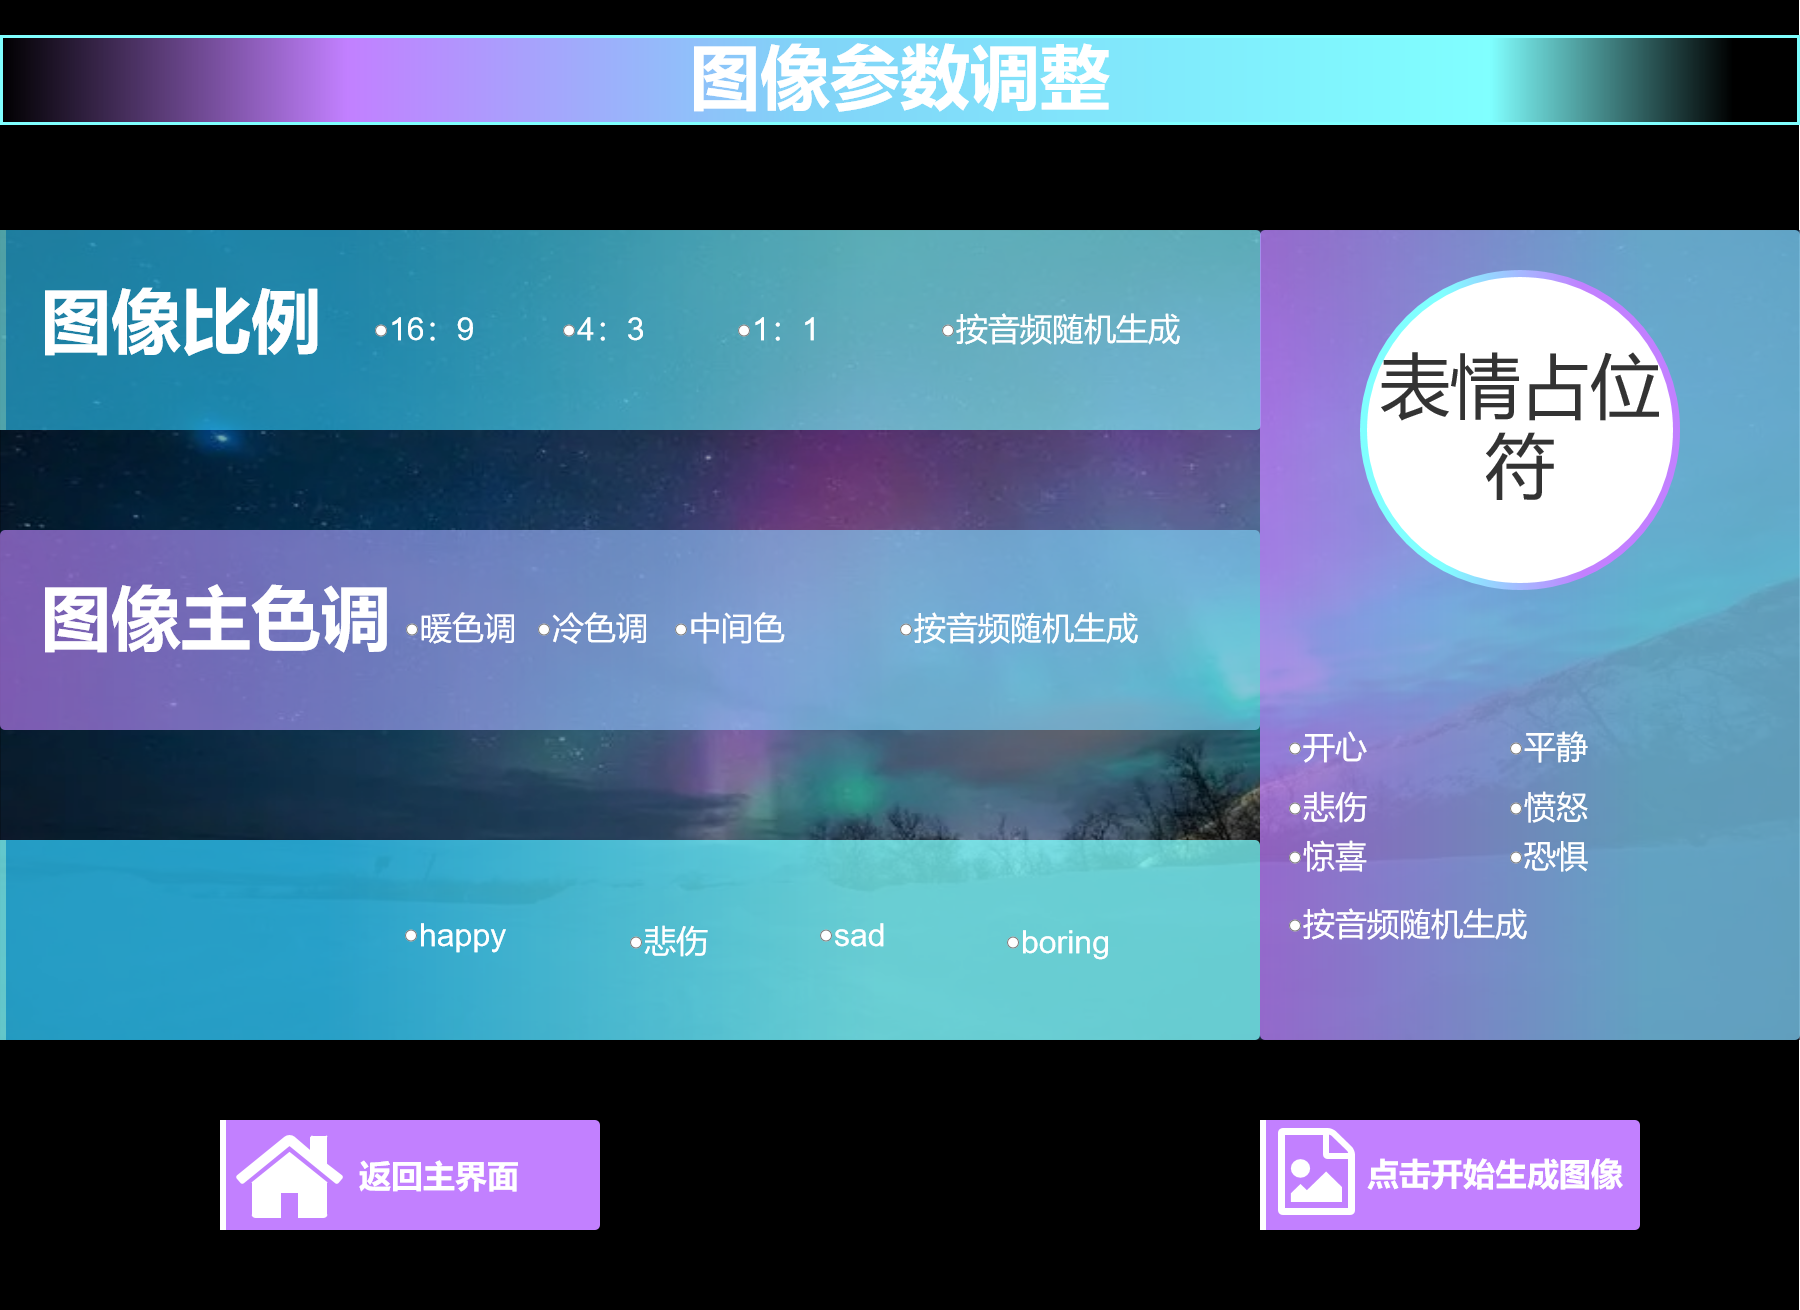 图像参数调整
图像比例
16：9
4：3
1：1
按音频随机生成
图像主色调
暖色调
冷色调
中间色
按音频随机生成
happy
悲伤
sad
boring
表情占位
符
开心
平静
悲伤
愤怒
惊喜
恐惧
按音频随机生成
返回主界面
点击开始生成图像